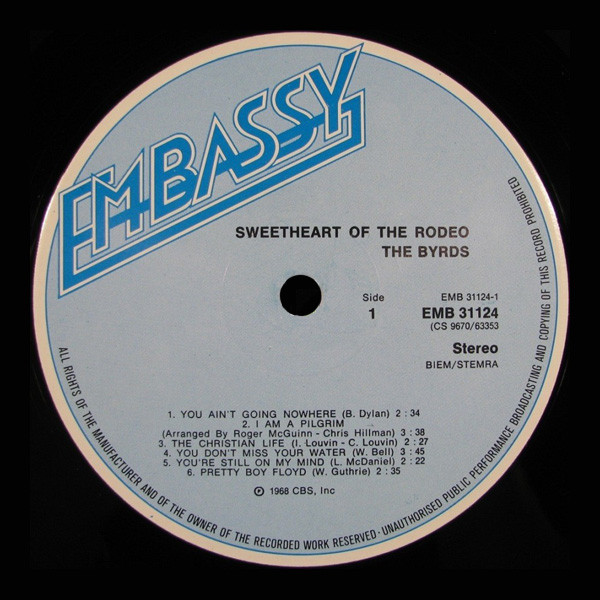 EMBASSY
SWEETHEART OF THE RODEO
THE BYRDS
Side
1
EMB 31124-1
EMB 31124
(CS 9670/63353
Stereo
BIEM/STEMRA
1. YOU AIN'T GOING NOWHERE (B. Dylan) 2 : 34
2. I AM A PILGRIM
(Arranged By Roger McGuinn - Chris Hillman) 3 : 38
3. THE CHRISTIAN LIFE (I. Louvin - C. Louvin) 2 : 27
4. YOU DON'T MISS YOUR WATER (W. Bell) 3 : 45
5. YOU'RE STILL ON MY MIND (L. McDaniel) 2 : 22
6. PRETTY BOY FLOYD (W. Guthrie) 2 : 35
℗ 1968 CBS, Inc
ALL RIGHTS OF THE MANUFACTURER AND OF THE OWNER OF THE RECORDED WORK RESERVED - UNAUTHORISED PUBLIC PERFORMANCE BROADCASTING AND COPYING OF THIS RECORD PROHIBITED